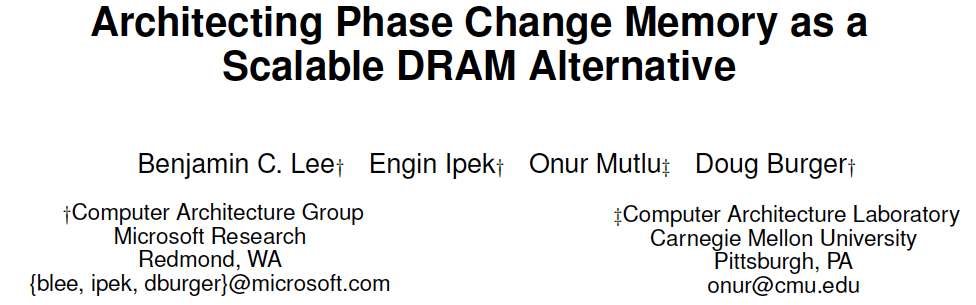 Architecting Phase Change Memory as a
Scalable DRAM Alternative
Benjamin C. Lee† Engin Ipek† Onur Mutlu‡ Doug Burger†
†Computer Architecture Group
Microsoft Research
Redmond, WA
{blee, ipek, dburger}@microsoft.com
‡Computer Architecture Laboratory
Carnegie Mellon University
Pittsburgh, PA
onur@cmu.edu